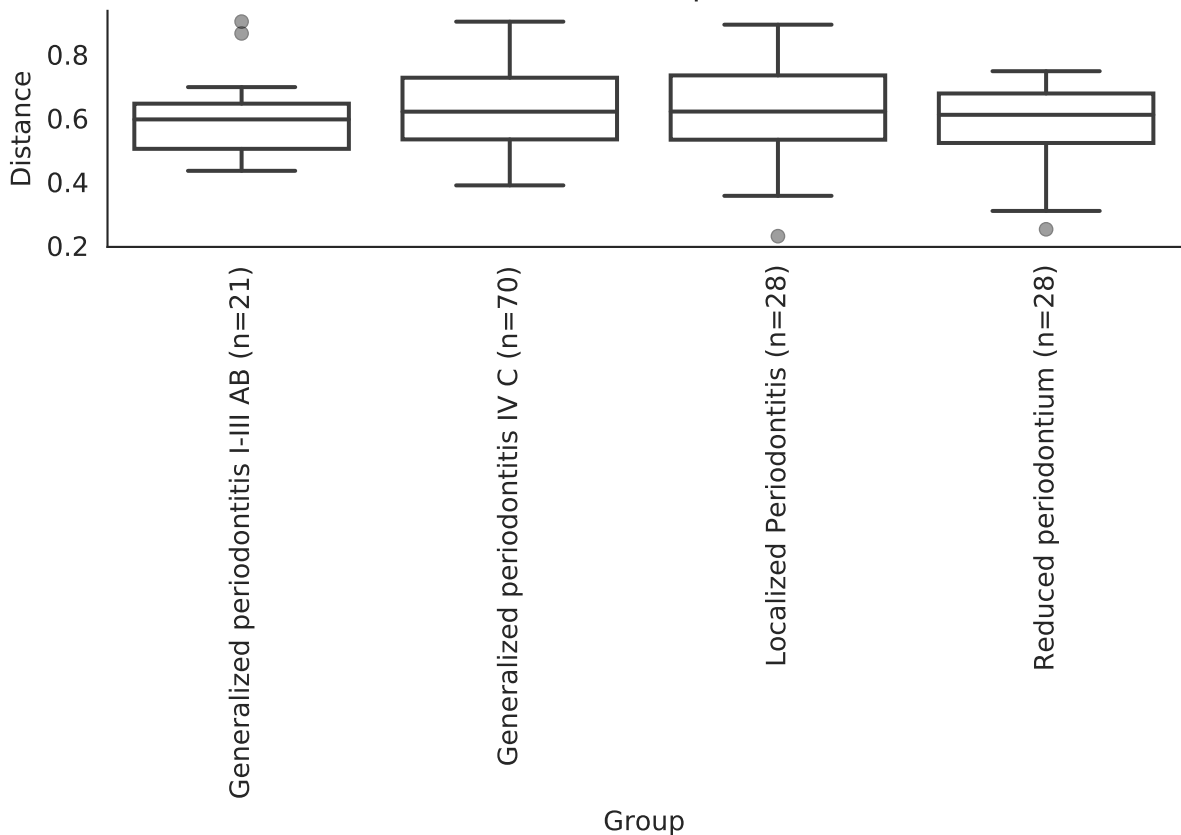 Distance
0.8
0.6
0.4
0.2
Generalized periodontitis I-III AB (n=21)
Generalized periodontitis IV C (n=70)
Localized Periodontitis (n=28)
Reduced periodontium (n=28)
Group